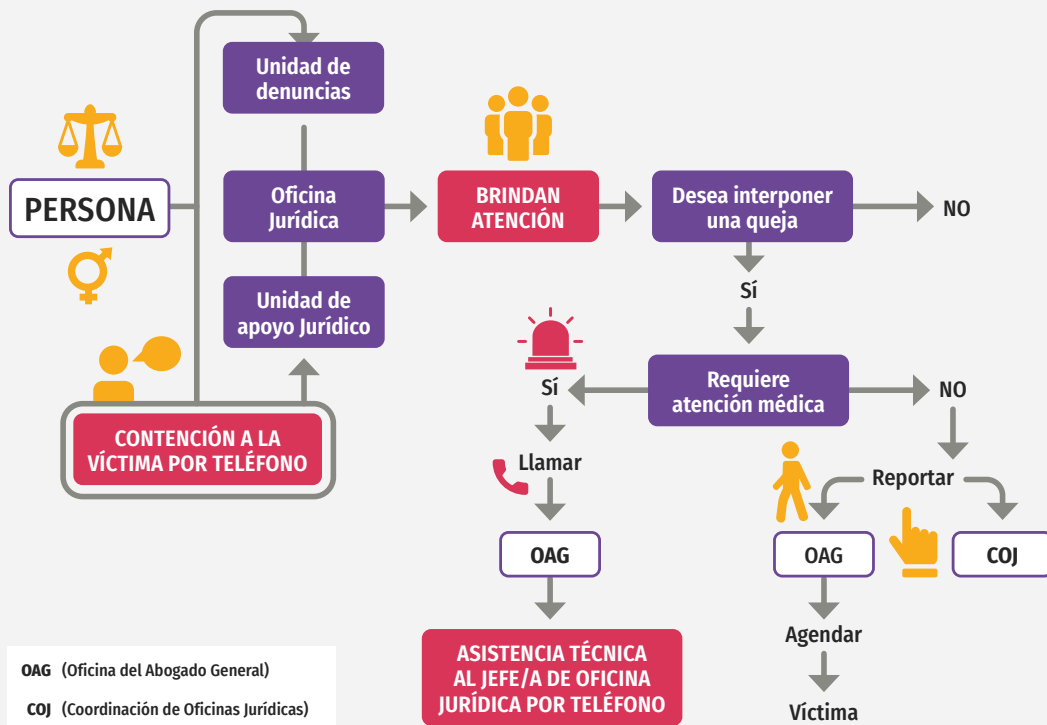 Unidad de
denuncias
PERSONA
Oficina
Jurídica
BRINDAN
ATENCIÓN
Desea interponer
una queja
NO
Unidad de
apoyo Jurídico
Sí
CONTENCIÓN A LA
VÍCTIMA POR TELÉFONO
Requiere
atención médica
Sí
NO
Llamar
Reportar
OAG
OAG
COJ
ASISTENCIA TÉCNICA
AL JEFE/A DE OFICINA
JURÍDICA POR TELÉFONO
Agendar
Víctima
OAG (Oficina del Abogado General)
COJ (Coordinación de Oficinas Jurídicas)